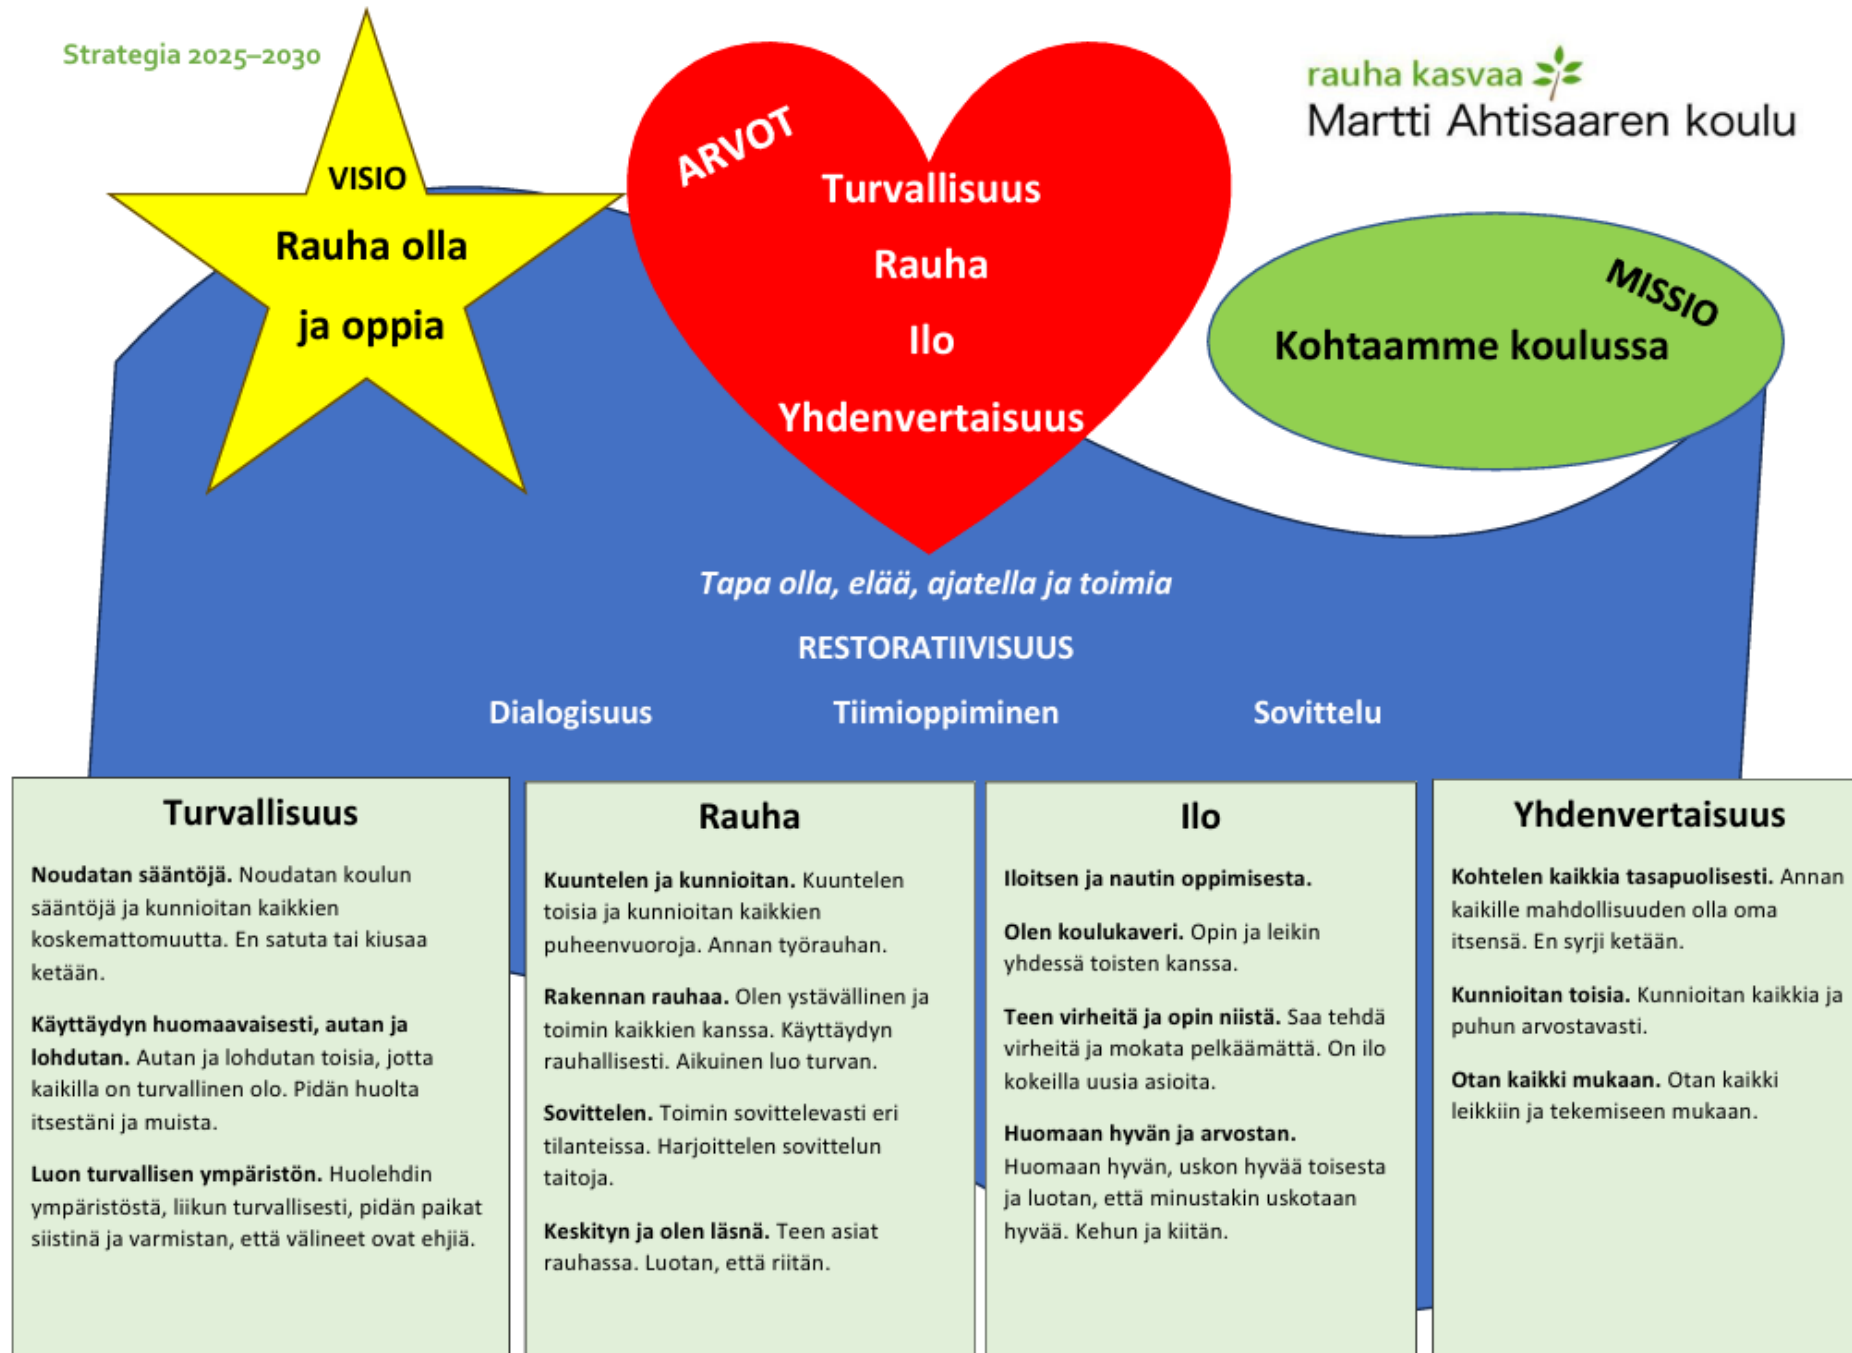 Strategia 2025–2030
rauha kasvaa
Martti Ahtisaaren koulu
VISIO
Rauha olla
ja oppia
ARVOT
Turvallisuus
Rauha
Ilo
Yhdenvertaisuus
MISSIO
Kohtaamme koulussa
Tapa olla, elää, ajatella ja toimia
RESTORATIIVISUUS
Dialogisuus Tiimioppiminen Sovittelu
Turvallisuus
Noudatan sääntöjä. Noudatan koulun
sääntöjä ja kunnioitan kaikkien
koskemattomuutta. En satuta tai kiusaa
ketään.
Käyttäydyn huomaavaisesti, autan ja
lohdutan. Autan ja lohdutan toisia, jotta
kaikilla on turvallinen olo. Pidän huolta
itsestäni ja muista.
Luon turvallisen ympäristön. Huolehdin
ympäristöstä, liikun turvallisesti, pidän paikat
siistinä ja varmistan, että välineet ovat ehjiä.
Rauha
Kuuntelen ja kunnioitan. Kuuntelen
toisia ja kunnioitan kaikkien
puheenvuoroja. Annan työrauhan.
Rakennan rauhaa. Olen ystävällinen ja
toimin kaikkien kanssa. Käyttäydyn
rauhallisesti. Aikuinen luo turvan.
Sovittelen. Toimin sovittelevasti eri
tilanteissa. Harjoittelen sovittelun
taitoja.
Keskityn ja olen läsnä. Teen asiat
rauhassa. Luotan, että riitän.
Ilo
Iloitsen ja nautin oppimisesta.
Olen koulukaveri. Opin ja leikin
yhdessä toisten kanssa.
Teen virheitä ja opin niistä. Saa tehdä
virheitä ja mokata pelkäämättä. On ilo
kokeilla uusia asioita.
Huomaan hyvän ja arvostan.
Huomaan hyvän, uskon hyvää toisesta
ja luotan, että minustakin uskotaan
hyvää. Kehun ja kiitän.
Yhdenvertaisuus
Kohtelen kaikkia tasapuolisesti. Annan
kaikille mahdollisuuden olla oma
itsensä. En syrji ketään.
Kunnioitan toisia. Kunnioitan kaikkia ja
puhun arvostavasti.
Otan kaikki mukaan. Otan kaikki
leikkiin ja tekemiseen mukaan.